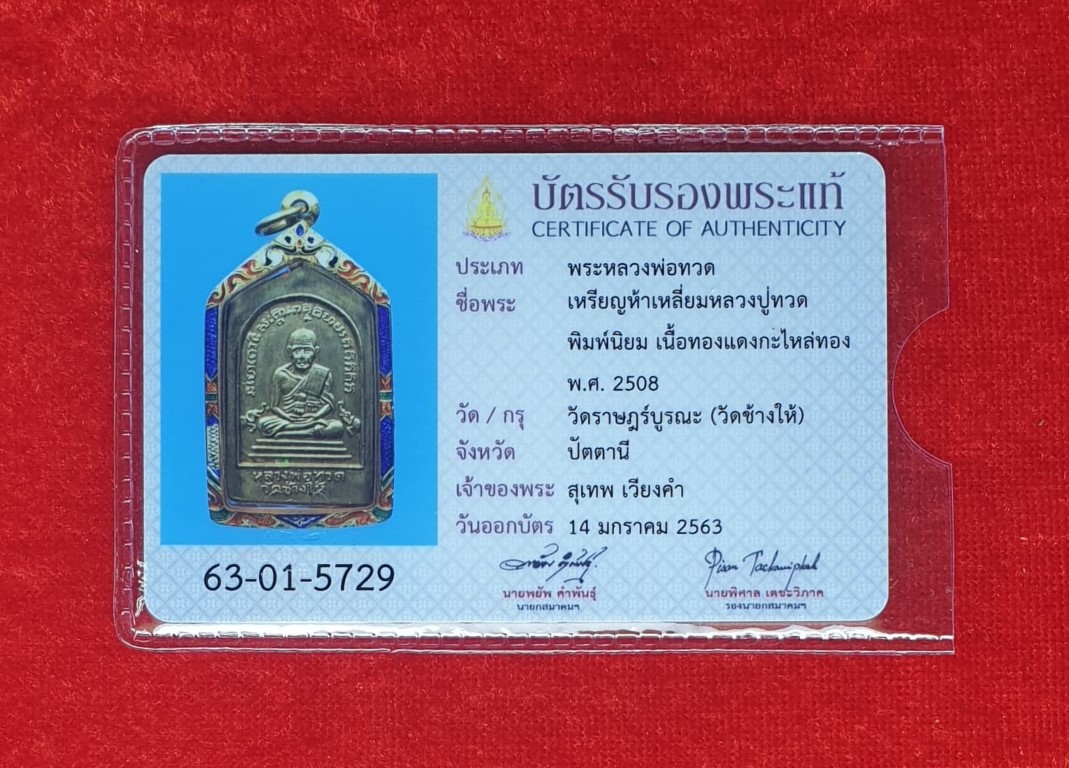 บัตรรับรองพระแท้
CERTIFICATE OF AUTHENTICITY
ประเภท พระหลวงพ่อทวด
ชื่อพระ เหรียญห้าเหลี่ยมหลวงปู่ทวด
พิมพ์นิยม เนื้อทองแดงกะไหล่ทอง
พ.ศ. 2508
วัด / กรุ วัดราษฎร์บูรณะ (วัดช้างให้)
จังหวัด ปัตตานี
เจ้าของพระ สุเทพ เวียงคำ
วันออกบัตร 14 มกราคม 2563
หลวงพ่อทวด
วัดช้างให้
63-01-5729
นายพยัพ คำพันธุ์
นายกสมาคมฯ
นายพิศาล เตชะวิภาค
รองนายกสมาคมฯ